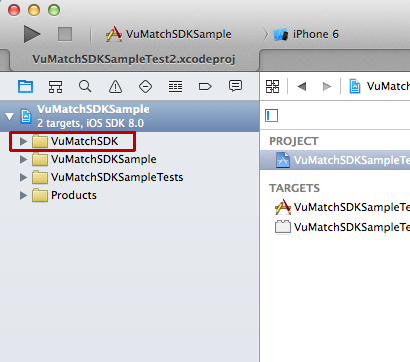 VuMatchSDKSample
iPhone 6
VuMatchSDKSampleTest2.xcodeproj
VuMatchSDKSample
2 targets, iOS SDK 8.0
VuMatchSDK
VuMatchSDKSample
VuMatchSDKSampleTests
Products
VuMatc
PROJECT
VuMatchSDKSampleTe
TARGETS
VuMatchSDKSampleTe
VuMatchSDKSampleTe